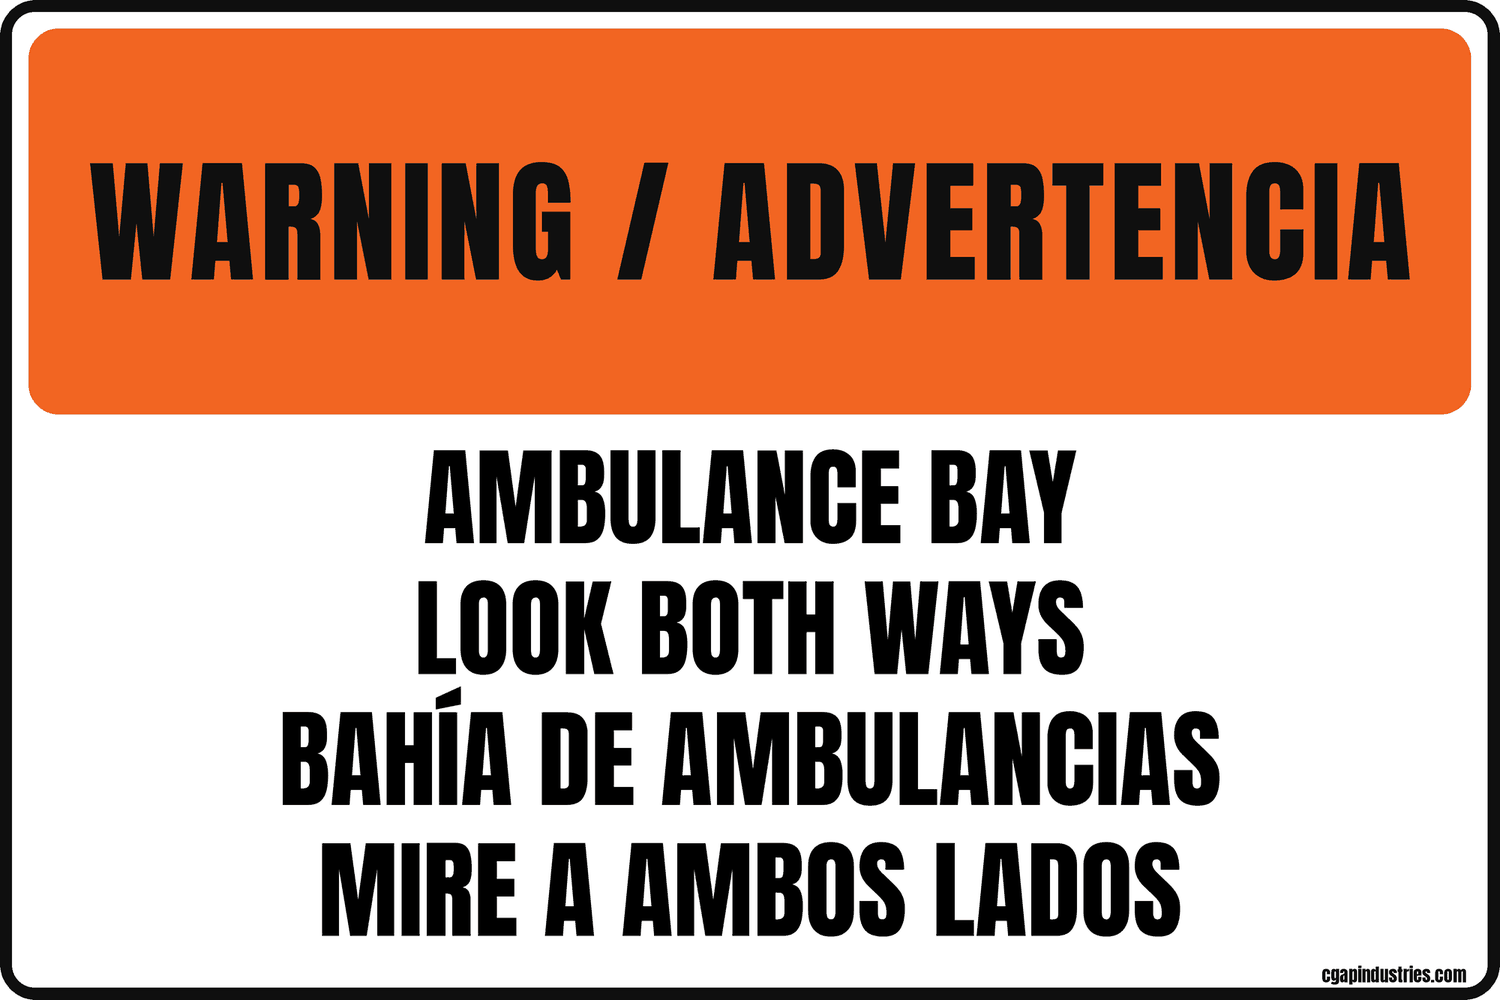 WARNING / ADVERTENCIA
AMBULANCE BAY
LOOK BOTH WAYS
BAHÍA DE AMBULANCIAS
MIRE A AMBOS LADOS
cgapindustries.com